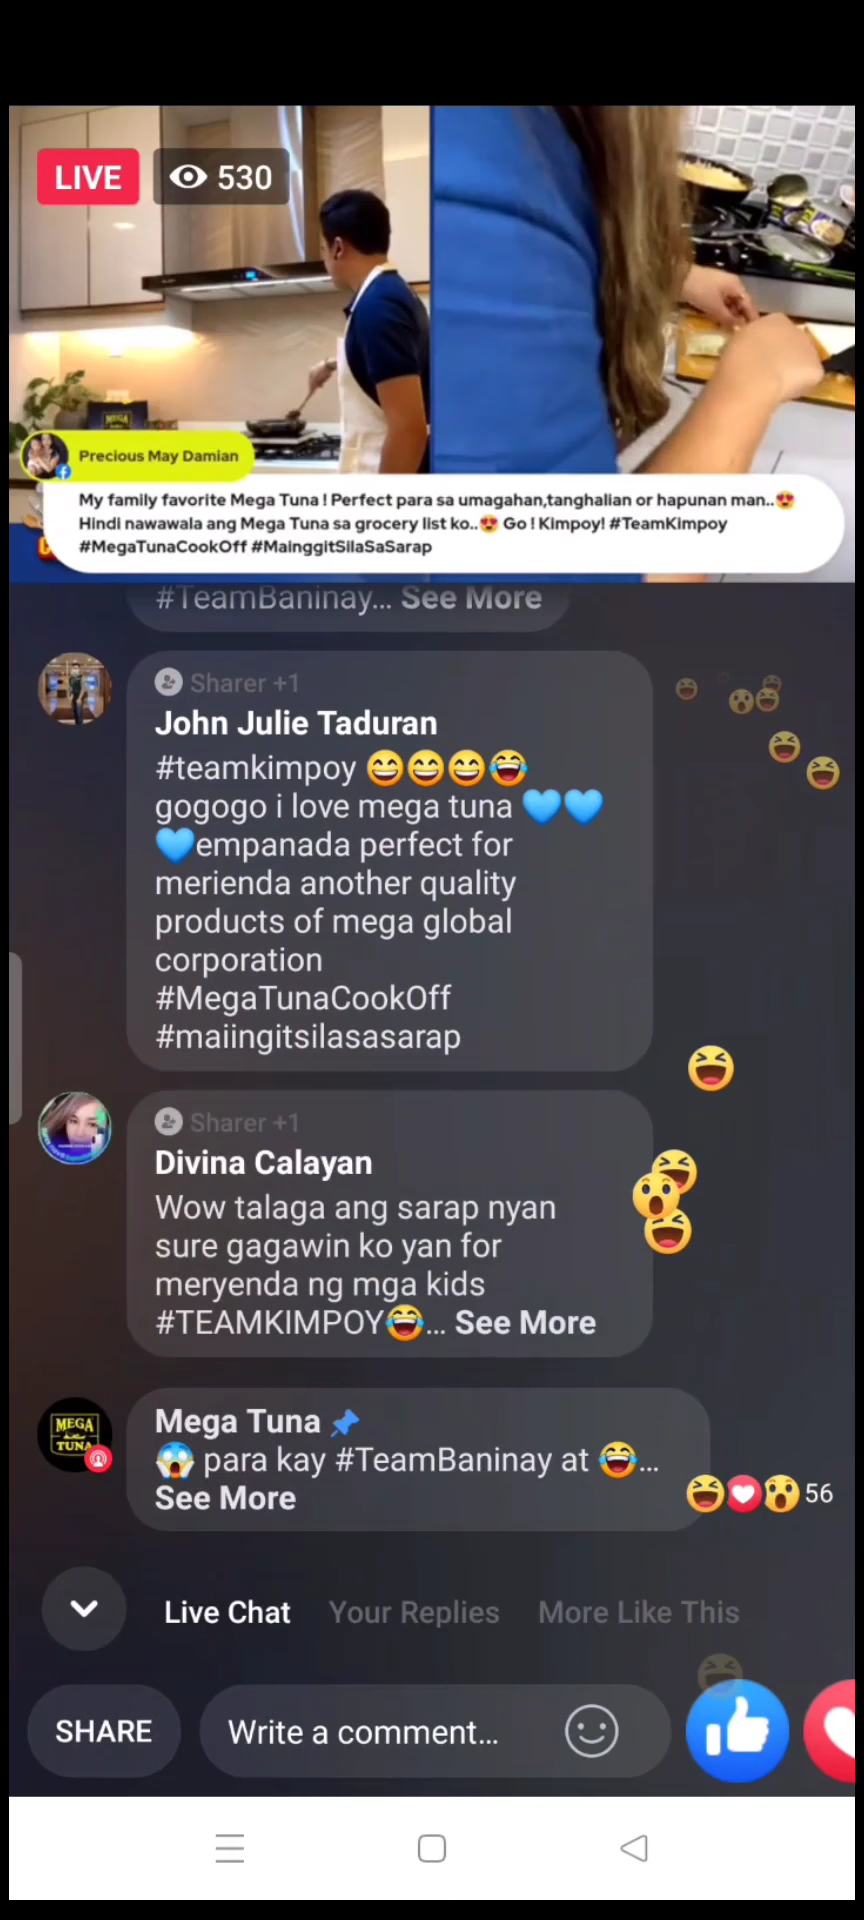 LIVE
530
MEGA
Precious May Damian
My family favorite Mega Tuna ! Perfect para sa umagahan,tanghalian or hapunan man..😍
Hindi nawawala ang Mega Tuna sa grocery list ko..😍 Go ! Kimpoy! #TeamKimpoy
#MegaTunaCookOff #MainggitSilaSaSarap
#TeamBaninay... See More
Sharer +1
John Julie Taduran
#teamkimpoy 😄😄😄😂
gogogo i love mega tuna 💙💙
💙empanada perfect for
merienda another quality
products of mega global
corporation
#MegaTunaCookOff
#maiingitsilasasarap
Sharer +1
Divina Calayan
Wow talaga ang sarap nyan
sure gagawin ko yan for
meryenda ng mga kids
#TEAMKIMPOY😂... See More
MEGA
TUNA
Mega Tuna 📌
😱 para kay #TeamBaninay at 😂...
See More
56
Live Chat Your Replies More Like This
SHARE
Write a comment...